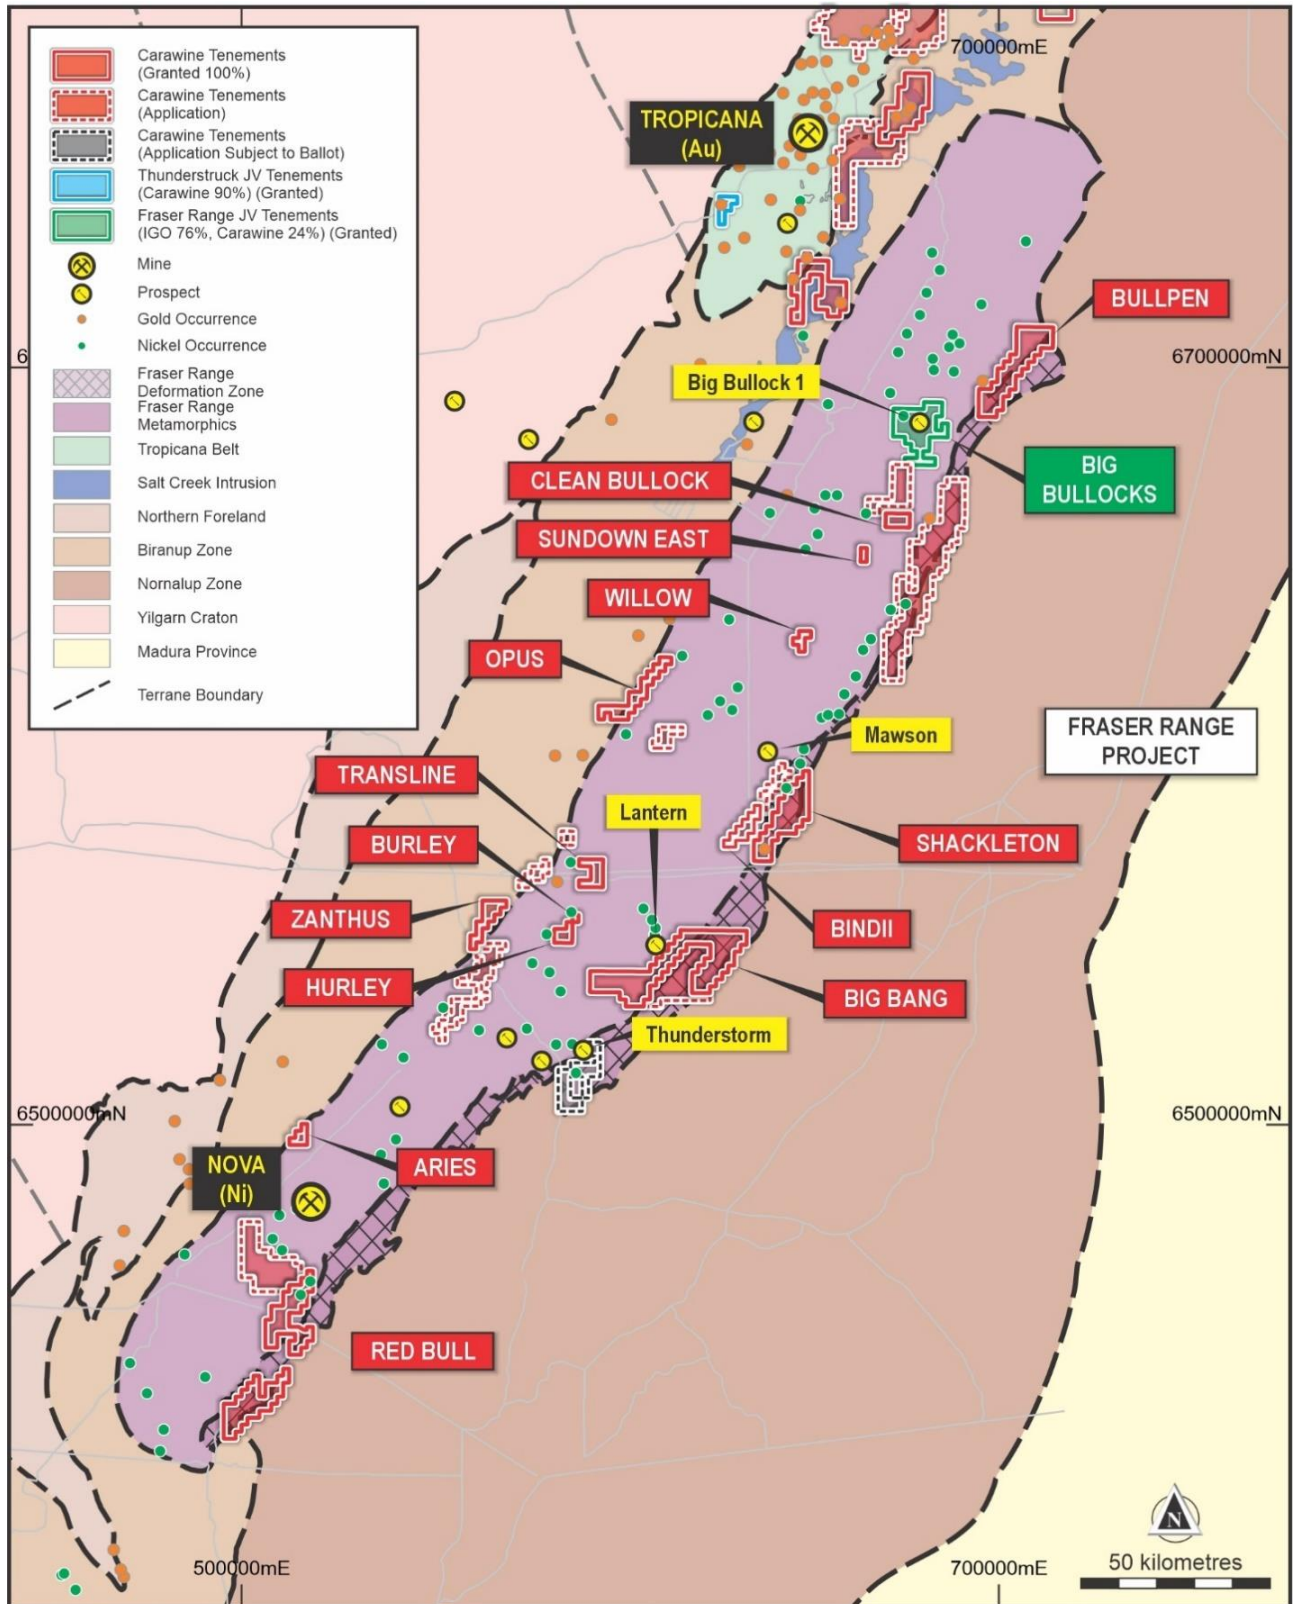 Carawine Tenements
(Granted 100%)
Carawine Tenements
(Application)
Carawine Tenements
(Application Subject to Ballot)
Thunderstruck JV Tenements
(Carawine 90%) (Granted)
Fraser Range JV Tenements
(IGO 76%, Carawine 24%) (Granted)
Mine
Prospect
Gold Occurrence
Nickel Occurrence
Fraser Range
Deformation Zone
Fraser Range
Metamorphics
Tropicana Belt
Salt Creek Intrusion
Northern Foreland
Biranup Zone
Nornalup Zone
Yilgarn Craton
Madura Province
Terrane Boundary
700000mE
TROPICANA
(Au)
BULLPEN
6
6700000mN
Big Bullock 1
CLEAN BULLOCK
BIG
BULLOCKS
SUNDOWN EAST
WILLOW
OPUS
FRASER RANGE
PROJECT
Mawson
TRANSLINE
Lantern
BURLEY
SHACKLETON
ZANTHUS
BINDII
HURLEY
BIG BANG
Thunderstorm
6500000mN
6500000mN
NOVA
(Ni)
ARIES
RED BULL
N
500000mE
700000mE
50 kilometres